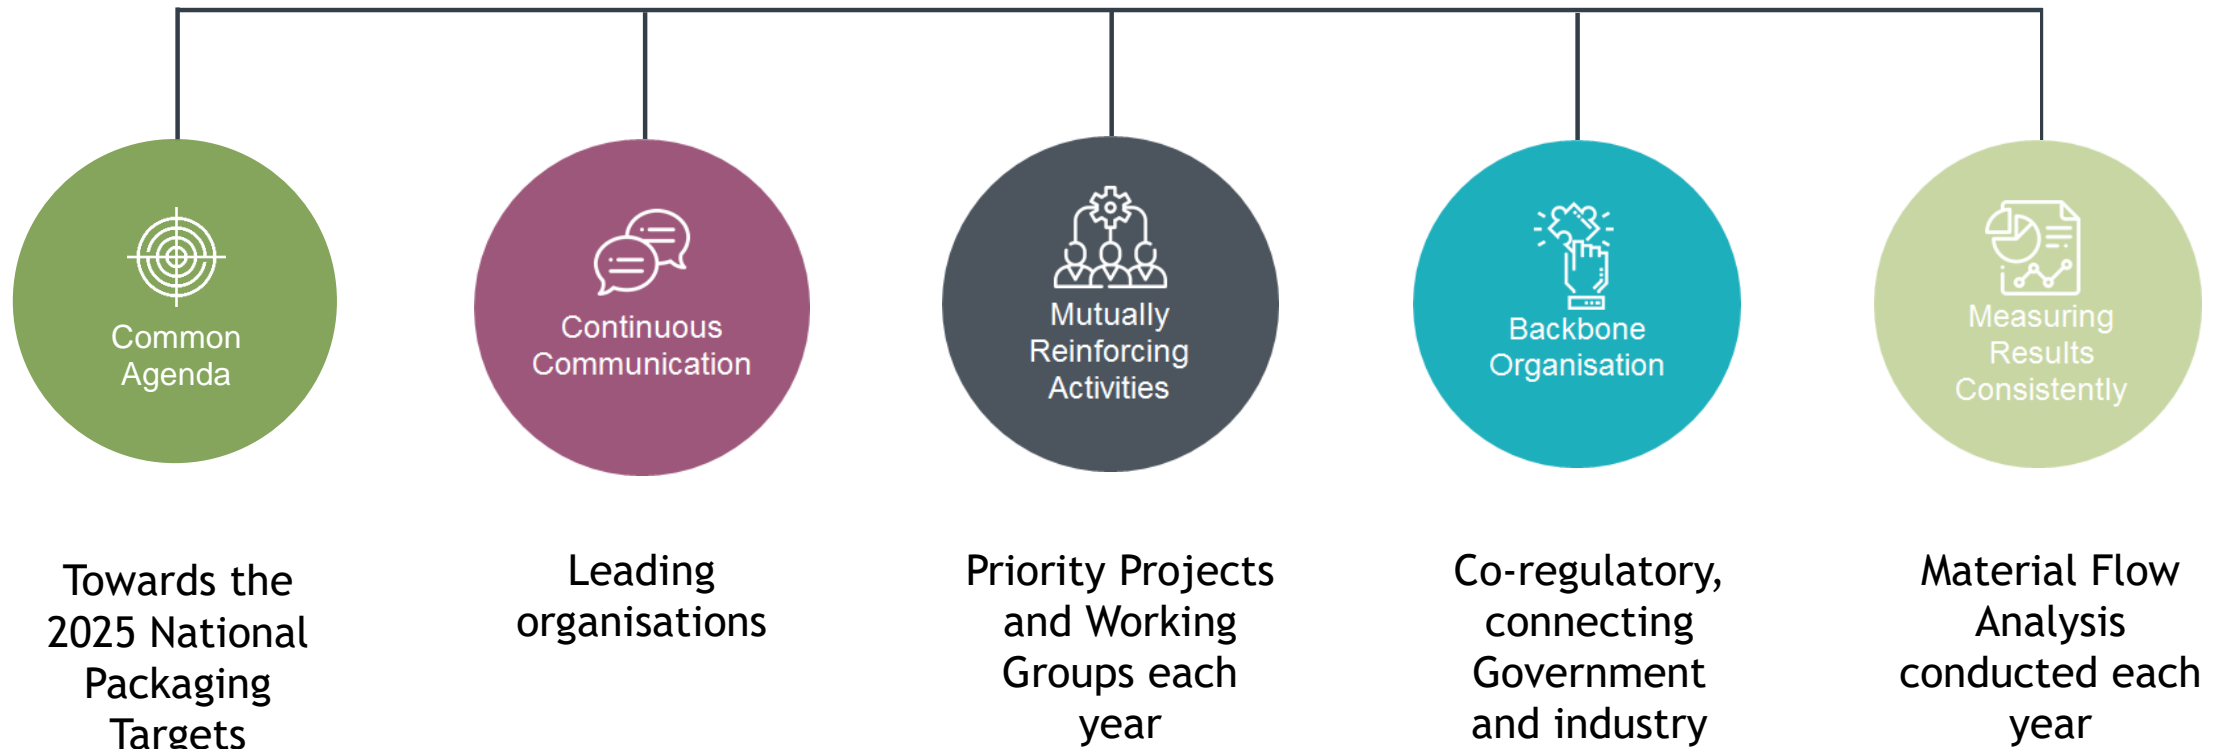 Common
Agenda
Continuous
Communication
Mutually
Reinforcing
Activities
Backbone
Organisation
Measuring
Results
Consistently
Towards the
2025 National
Packaging
Targets
Leading
organisations
Priority Projects
and Working
Groups each
year
Co-regulatory,
connecting
Government
and industry
Material Flow
Analysis
conducted each
year